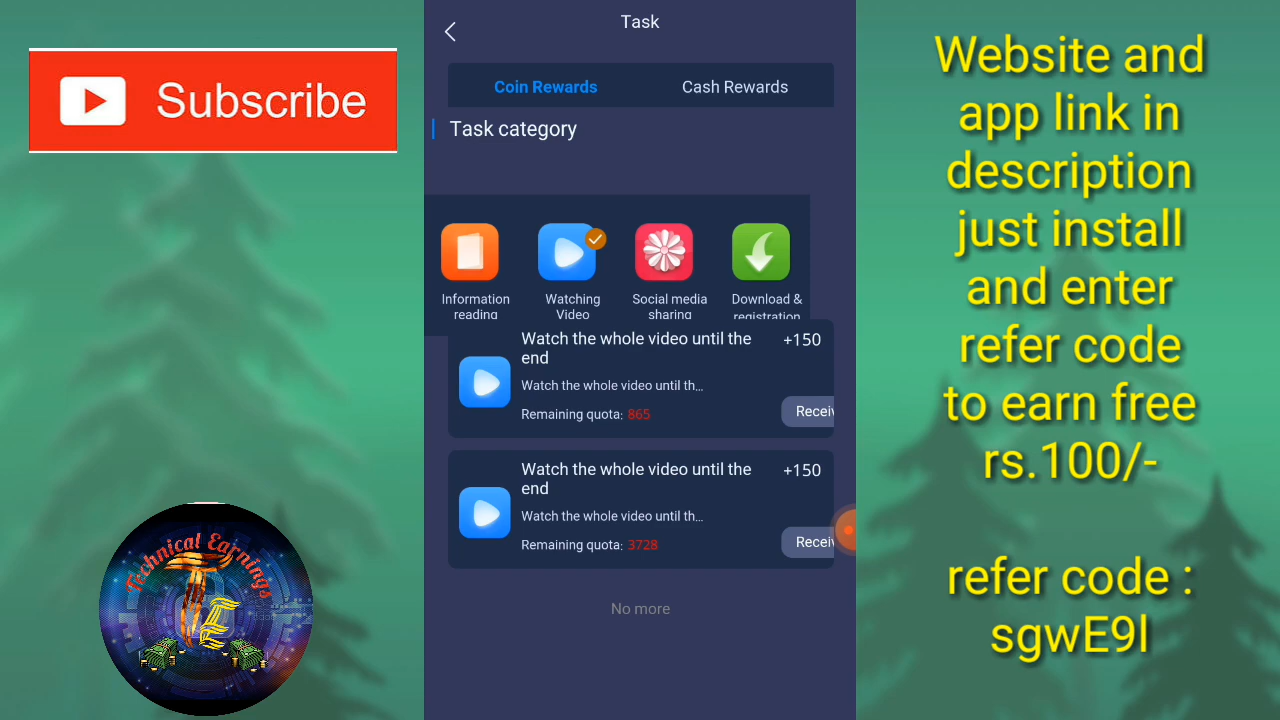 Subscribe
Technical Earnings
TE
Task
Coin Rewards
Cash Rewards
Task category
Information
reading
Watching
Video
Social media
sharing
Download &
registration
Watch the whole video until the
end
+150
Watch the whole video until th...
Remaining quota: 865
Receiv
Watch the whole video until the
end
+150
Watch the whole video until th...
Remaining quota: 3728
Receiv
No more
Website and
app link in
description
just install
and enter
refer code
to earn free
rs.100/-
refer code :
sgwE9l